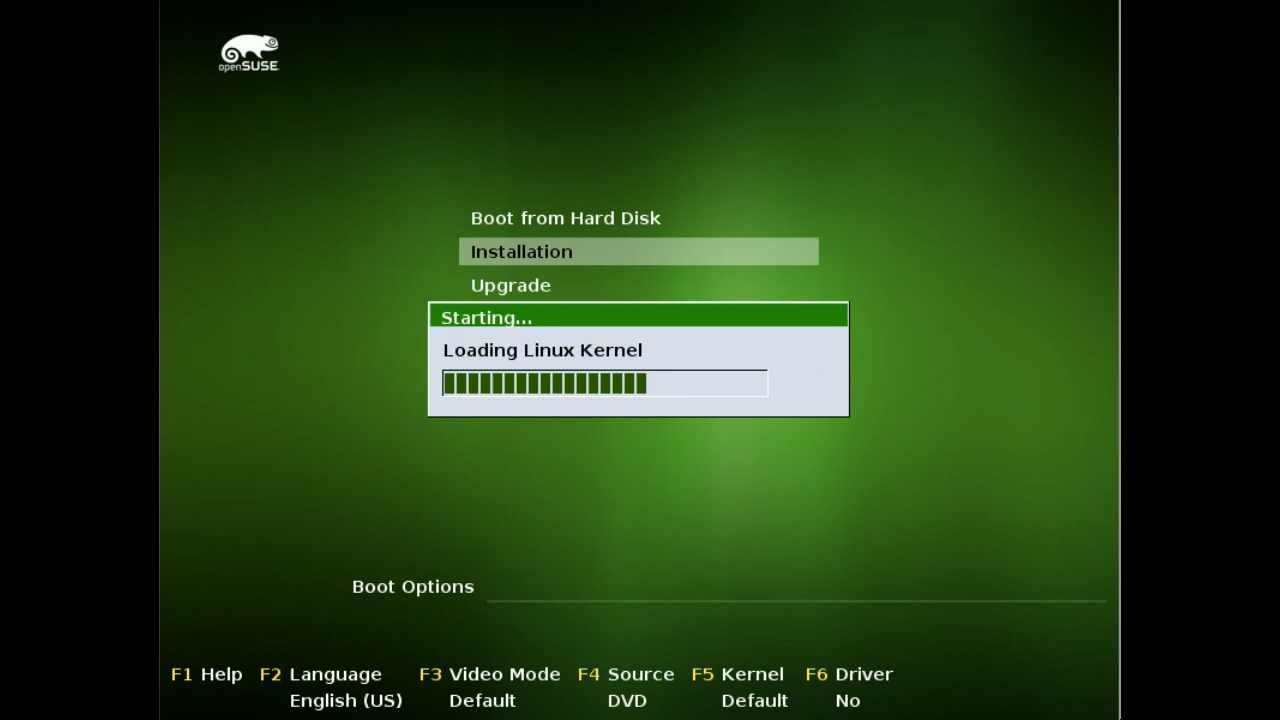 openSUSE
Boot from Hard Disk
Installation
Upgrade
Starting...
Loading Linux Kernel
Boot Options
F1 Help F2 Language F3 Video Mode F4 Source F5 Kernel F6 Driver
English (US) Default DVD Default No